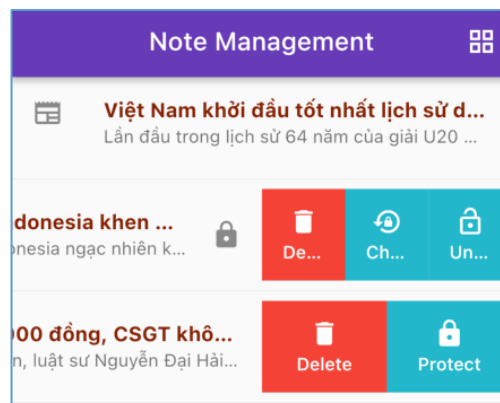 Note Management
Việt Nam khởi đầu tốt nhất lịch sử d...
Lần đầu trong lịch sử 64 năm của giải U20 ...
donesia khen ...
onesia ngạc nhiên k...
De...
Ch...
Un...
00 đồng, CSGT khô...
n, luật sư Nguyễn Đại Hải...
Delete
Protect